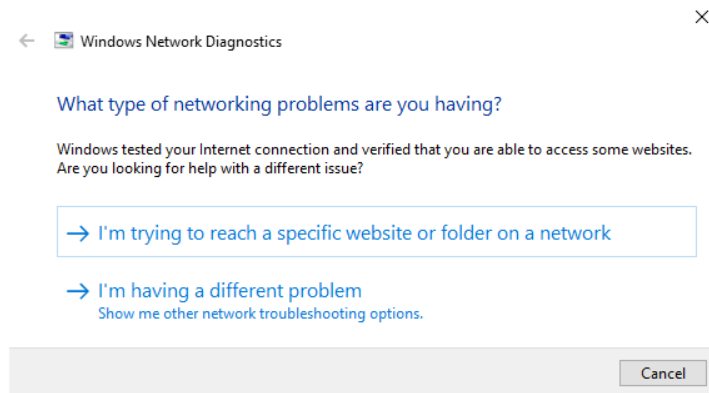 Windows Network Diagnostics
What type of networking problems are you having?
Windows tested your Internet connection and verified that you are able to access some websites.
Are you looking for help with a different issue?
I'm trying to reach a specific website or folder on a network
I'm having a different problem
Show me other network troubleshooting options.
Cancel